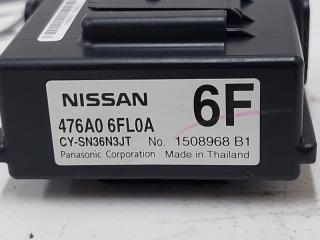 NISSAN
6F
476A0 6FL0A
CY-SN36N3JT No. 1508968 B1
Panasonic Corporation Made in Thailand